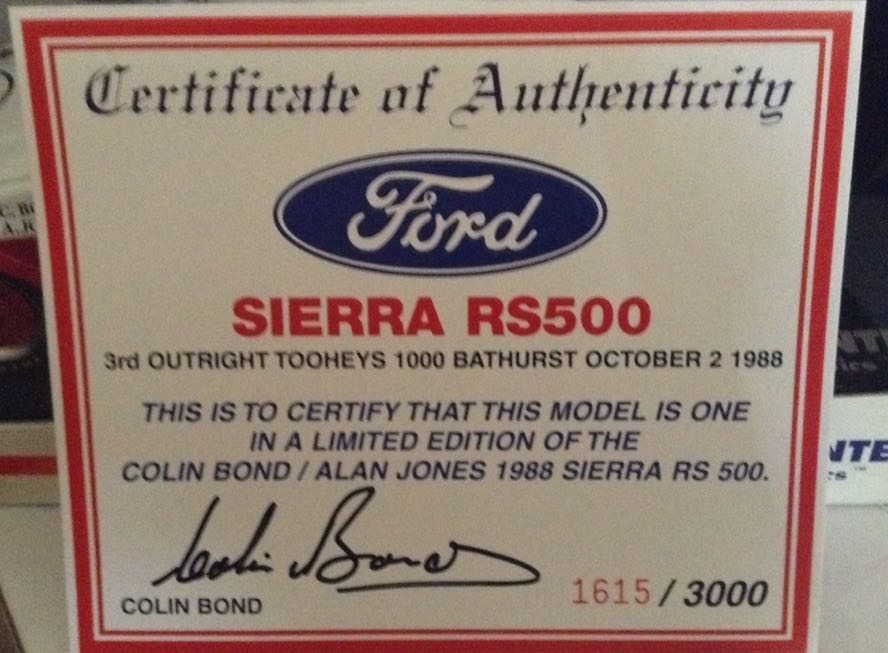 Certificate of Authenticity
Ford
SIERRA RS500
3rd OUTRIGHT TOOHEYS 1000 BATHURST OCTOBER 2 1988
THIS IS TO CERTIFY THAT THIS MODEL IS ONE
IN A LIMITED EDITION OF THE
COLIN BOND / ALAN JONES 1988 SIERRA RS 500.
Colin Bond
COLIN BOND
1615 / 3000